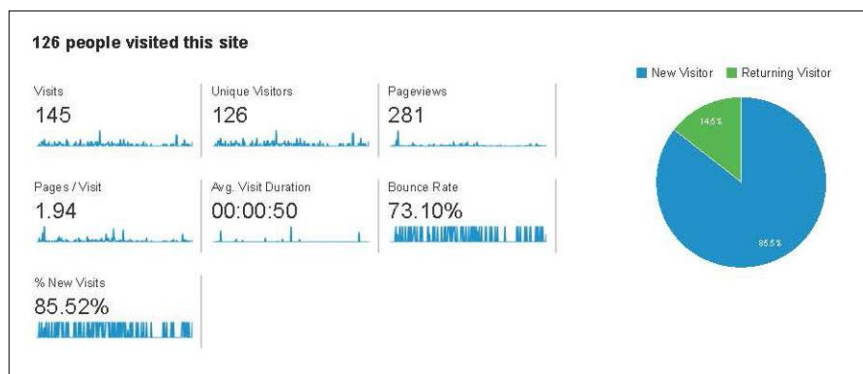 126 people visited this site
Visits
145
Unique Visitors
126
Pageviews
281
Pages / Visit
1.94
Avg. Visit Duration
00:00:50
Bounce Rate
73.10%
% New Visits
85.52%
New Visitor
Returning Visitor
14.5%
85.5%